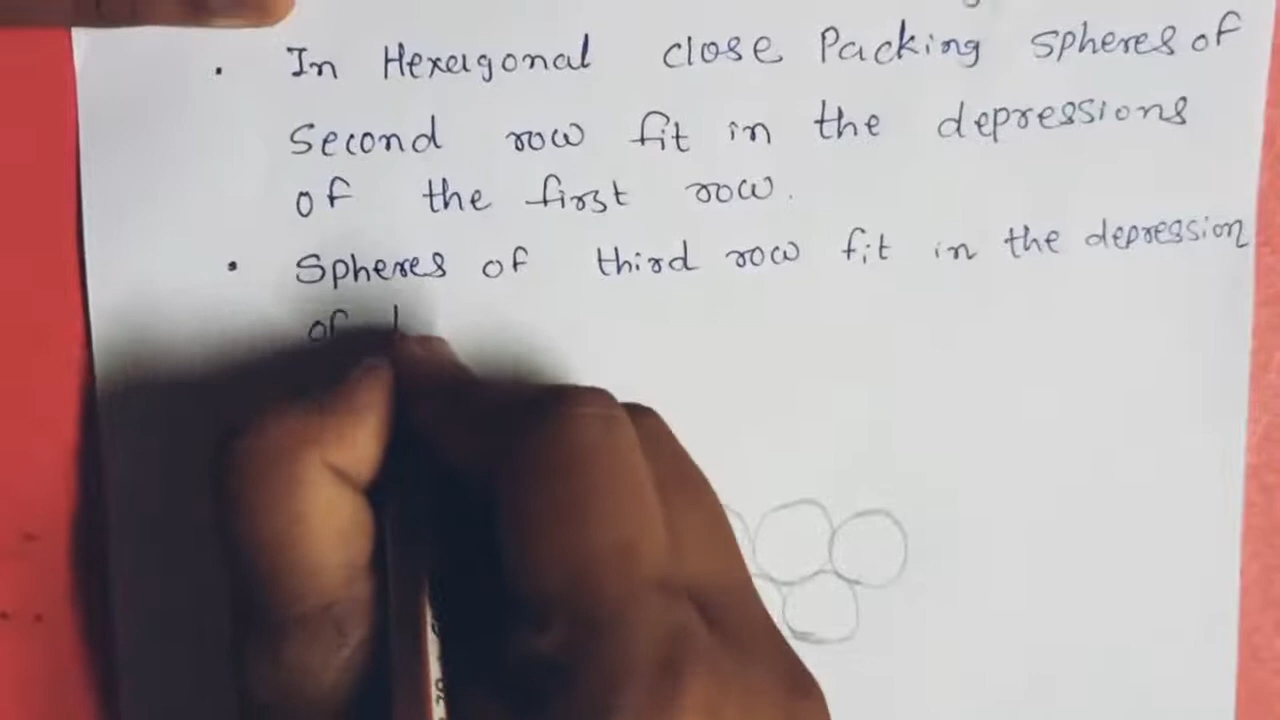 . In Hexagonal close Packing spheres of
Second row fit in the depressions
of the first row.
. Spheres of third row fit in the depression
of